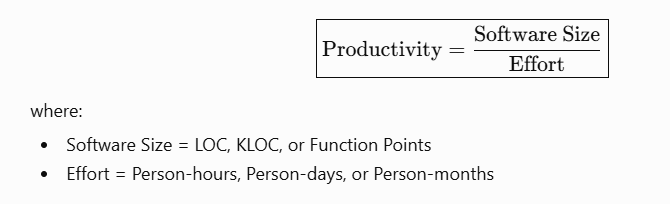 Productivity = Software Size / Effort
where:
• Software Size = LOC, KLOC, or Function Points
• Effort = Person-hours, Person-days, or Person-months